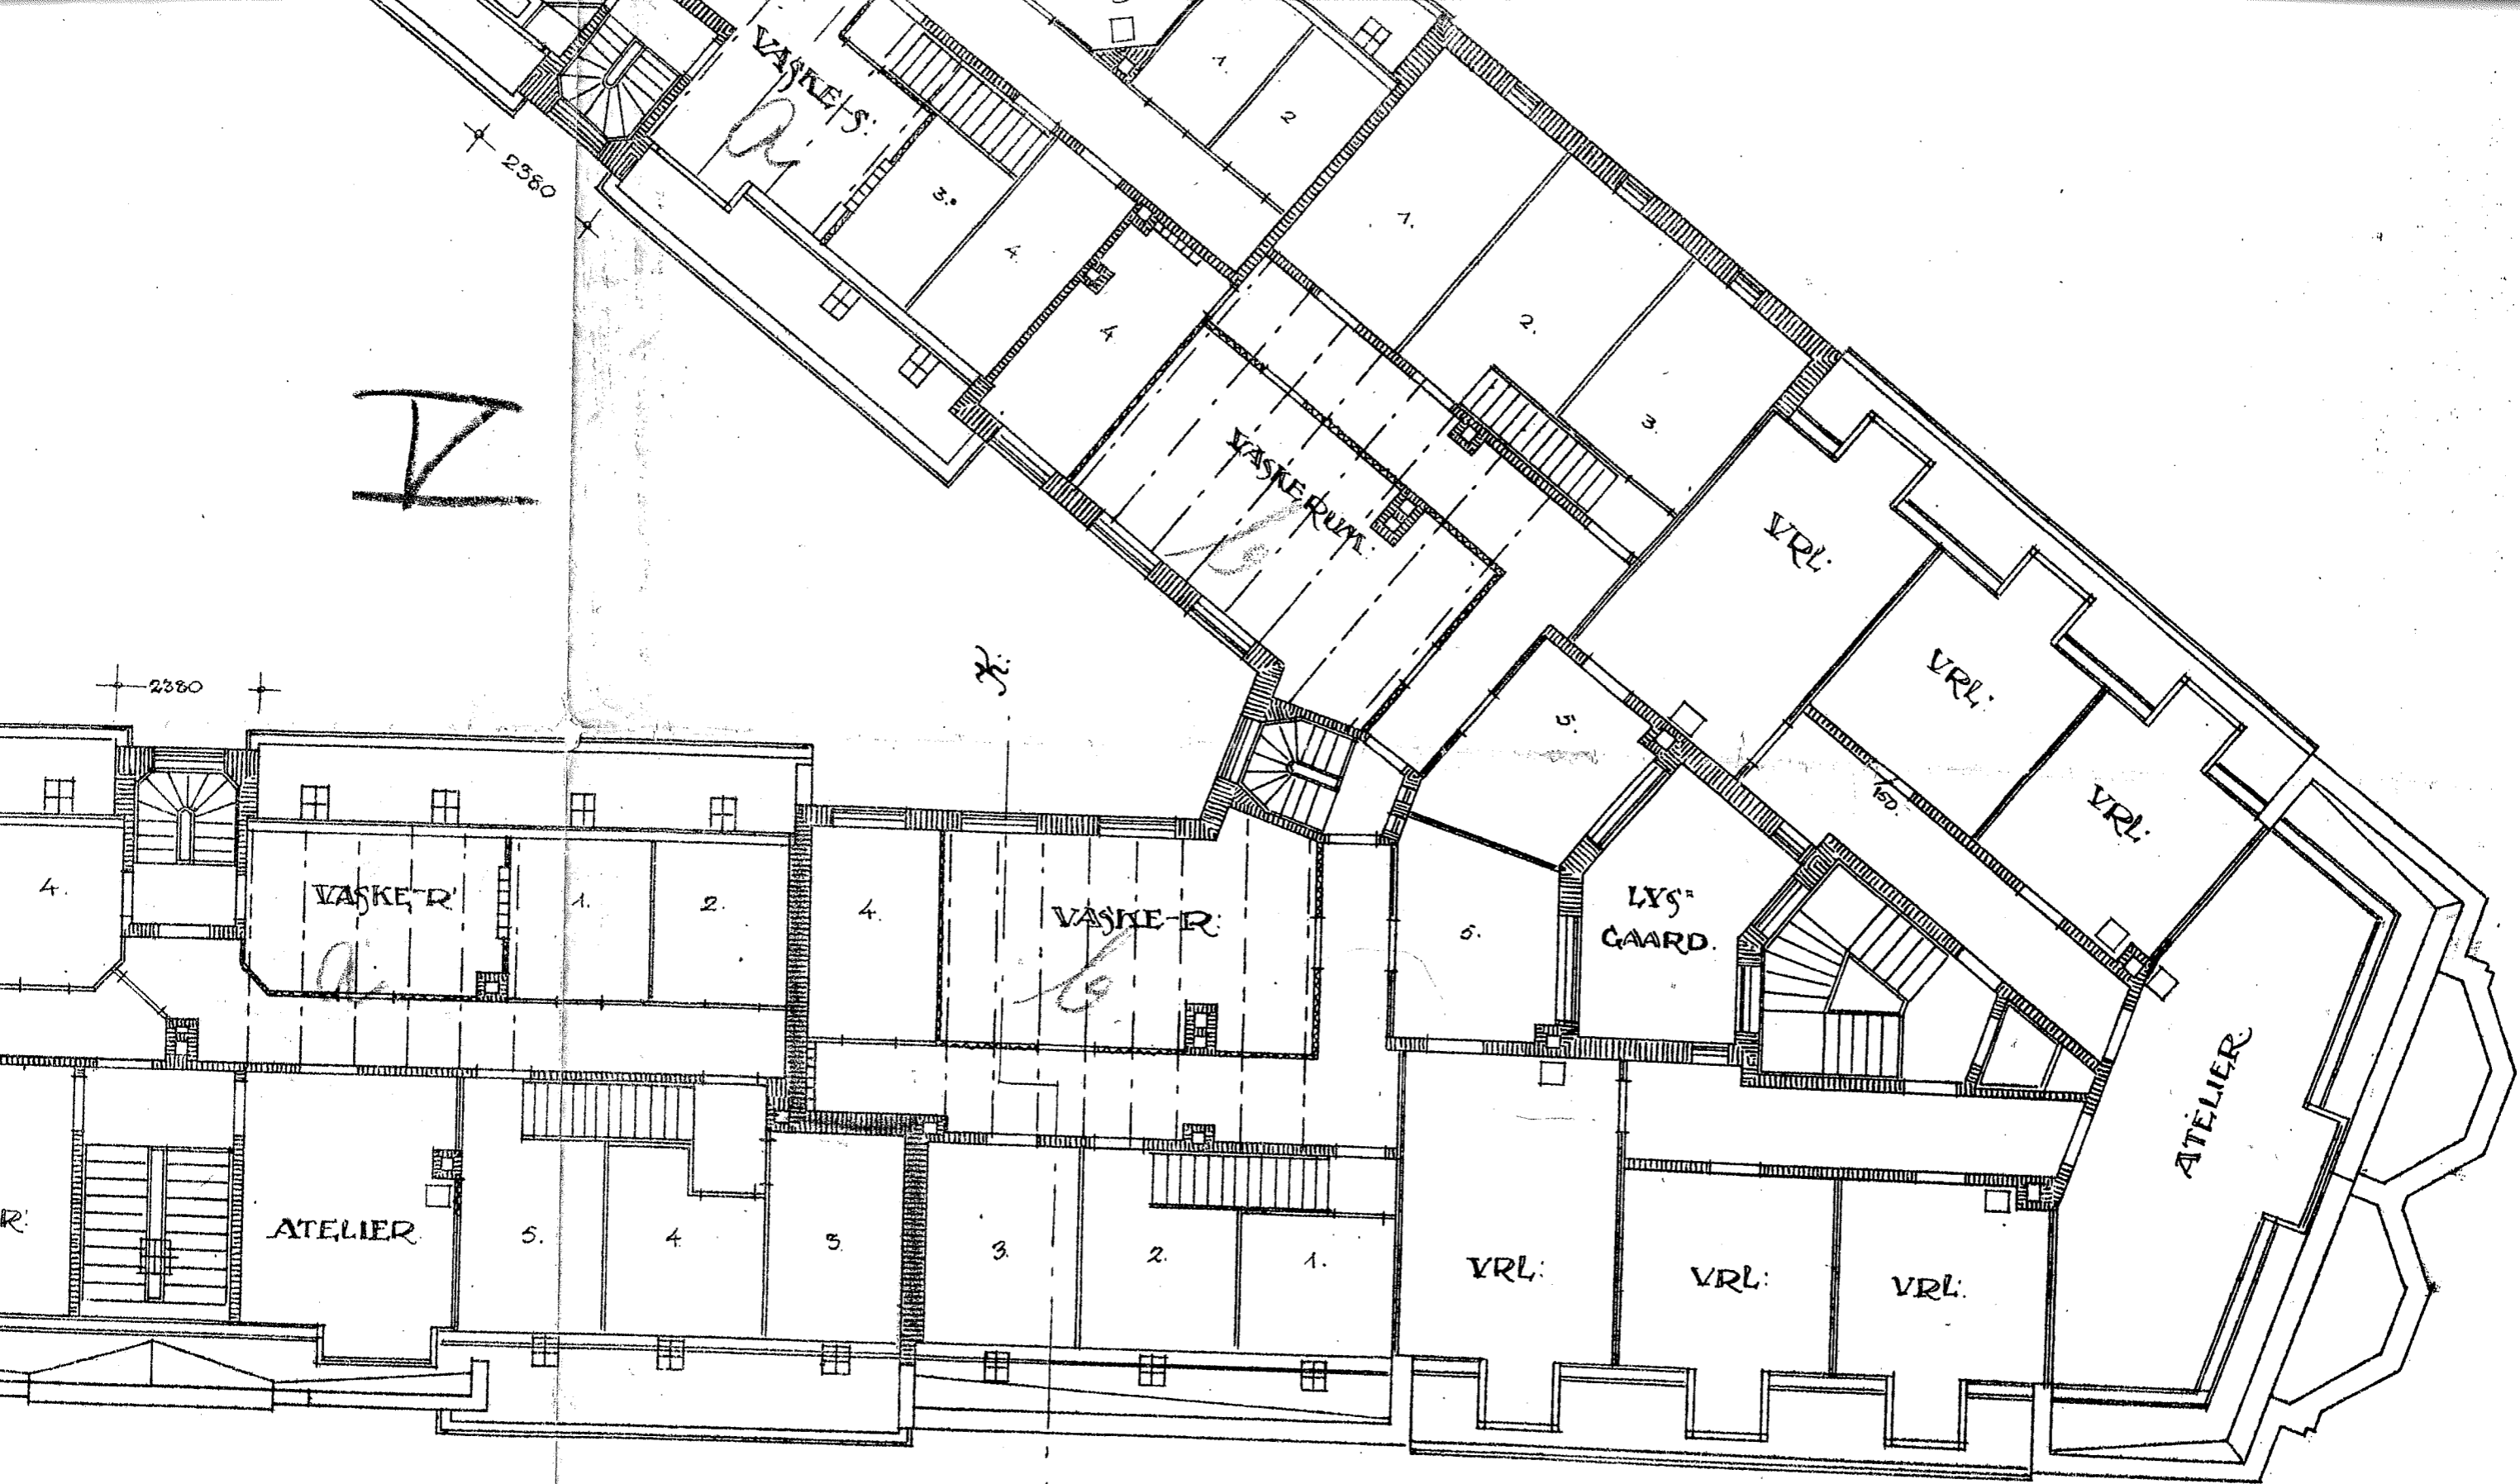 VASKE-S:
1.
2
2380
3.
4.
4.
1.
2.
3.
V
VASKERUM:
VRL:
VRL:
VRL:
K:
2380
5.
150.
4.
VASKE-R:
1.
2.
4.
VASKE-R:
5.
LYS=
GAARD.
ATELIER:
R:
ATELIER.
5.
4.
3.
3.
2.
1.
VRL:
VRL:
VRL:
a
b
a
b